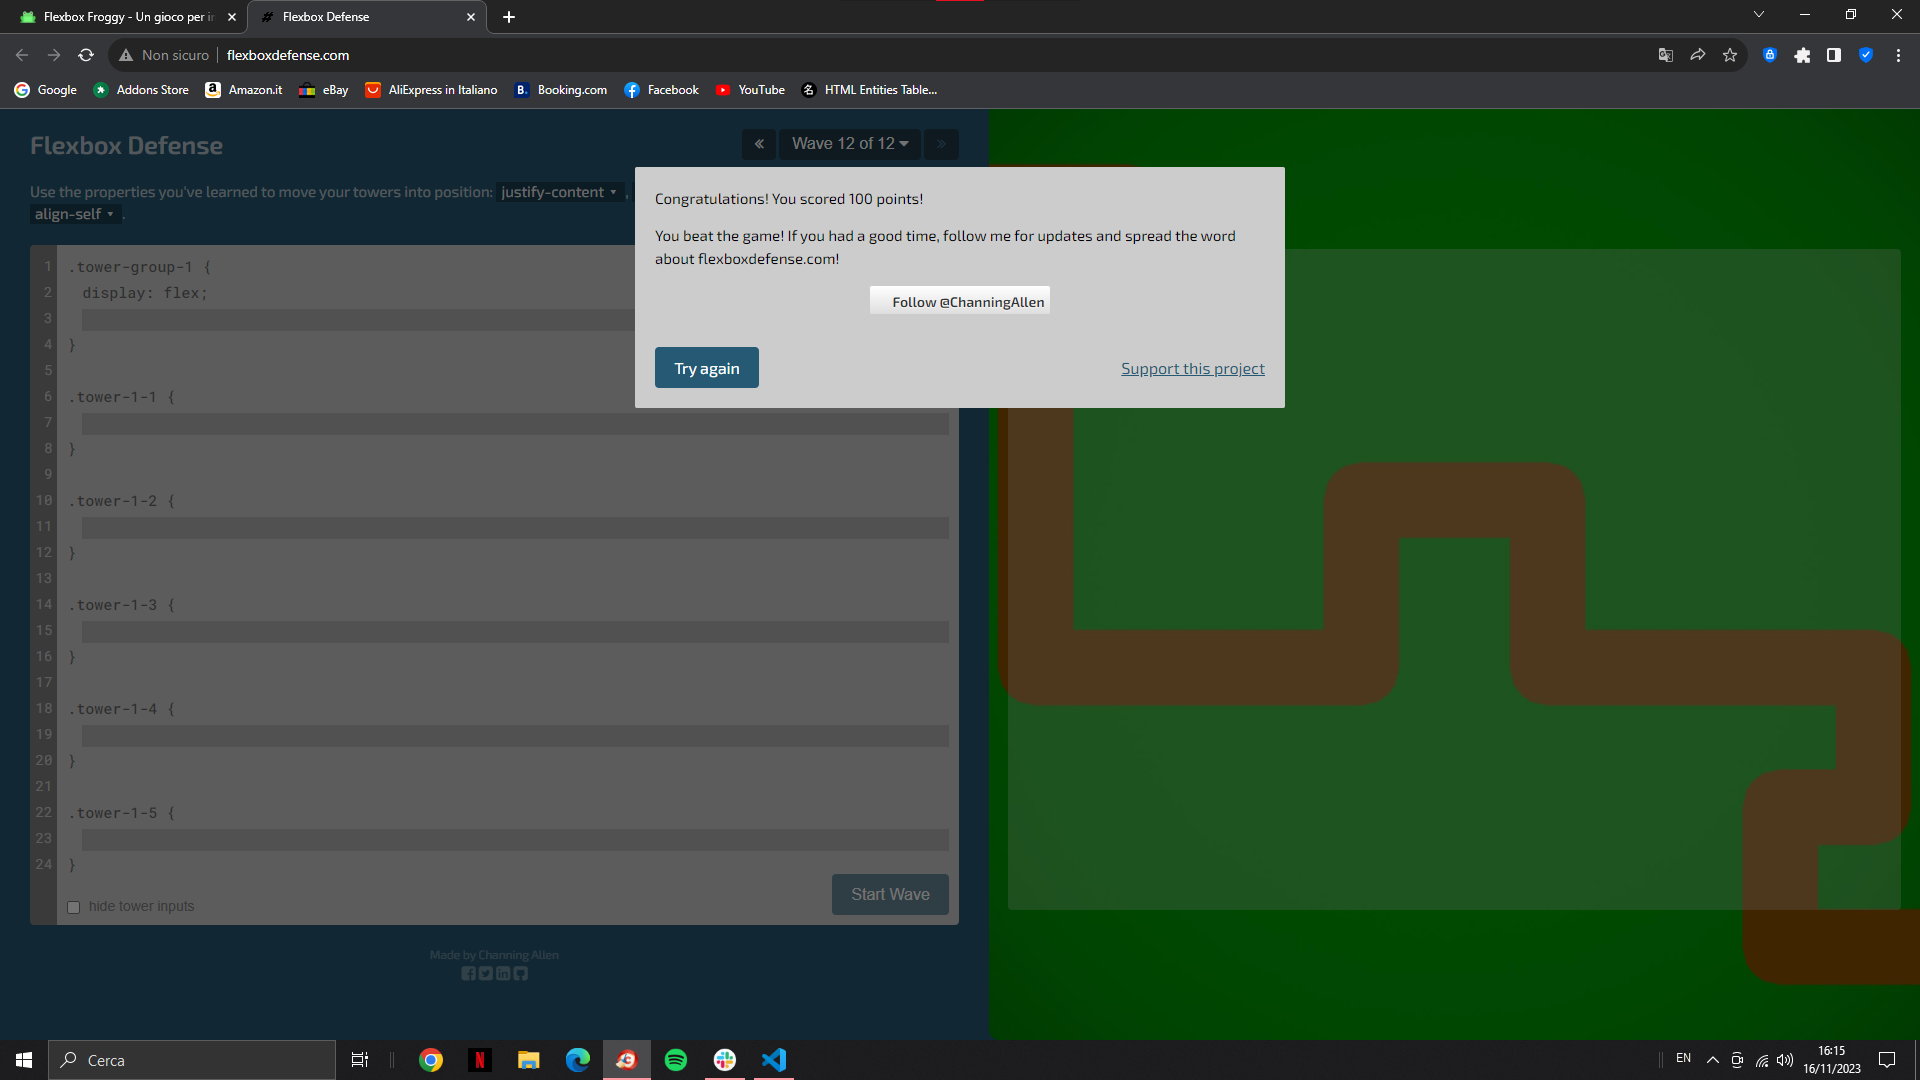 Flexbox Froggy - Un gioco per i
Flexbox Defense
Non sicuro
flexboxdefense.com
Google
Addons Store
Amazon.it
eBay
AliExpress in Italiano
Booking.com
Facebook
YouTube
HTML Entities Table...
Flexbox Defense
« Wave 12 of 12 »
Use the properties you've learned to move your towers into position: justify-content ,
align-self .
Congratulations! You scored 100 points!
You beat the game! If you had a good time, follow me for updates and spread the word
about flexboxdefense.com!
Follow @ChanningAllen
Try again
Support this project
1 .tower-group-1 {
2 display: flex;
3
4 }
5
6 .tower-1-1 {
7
8 }
9
10 .tower-1-2 {
11
12 }
13
14 .tower-1-3 {
15
16 }
17
18 .tower-1-4 {
19
20 }
21
22 .tower-1-5 {
23
24 }
hide tower inputs
Start Wave
Made by Channing Allen
Cerca
EN
16:15
16/11/2023